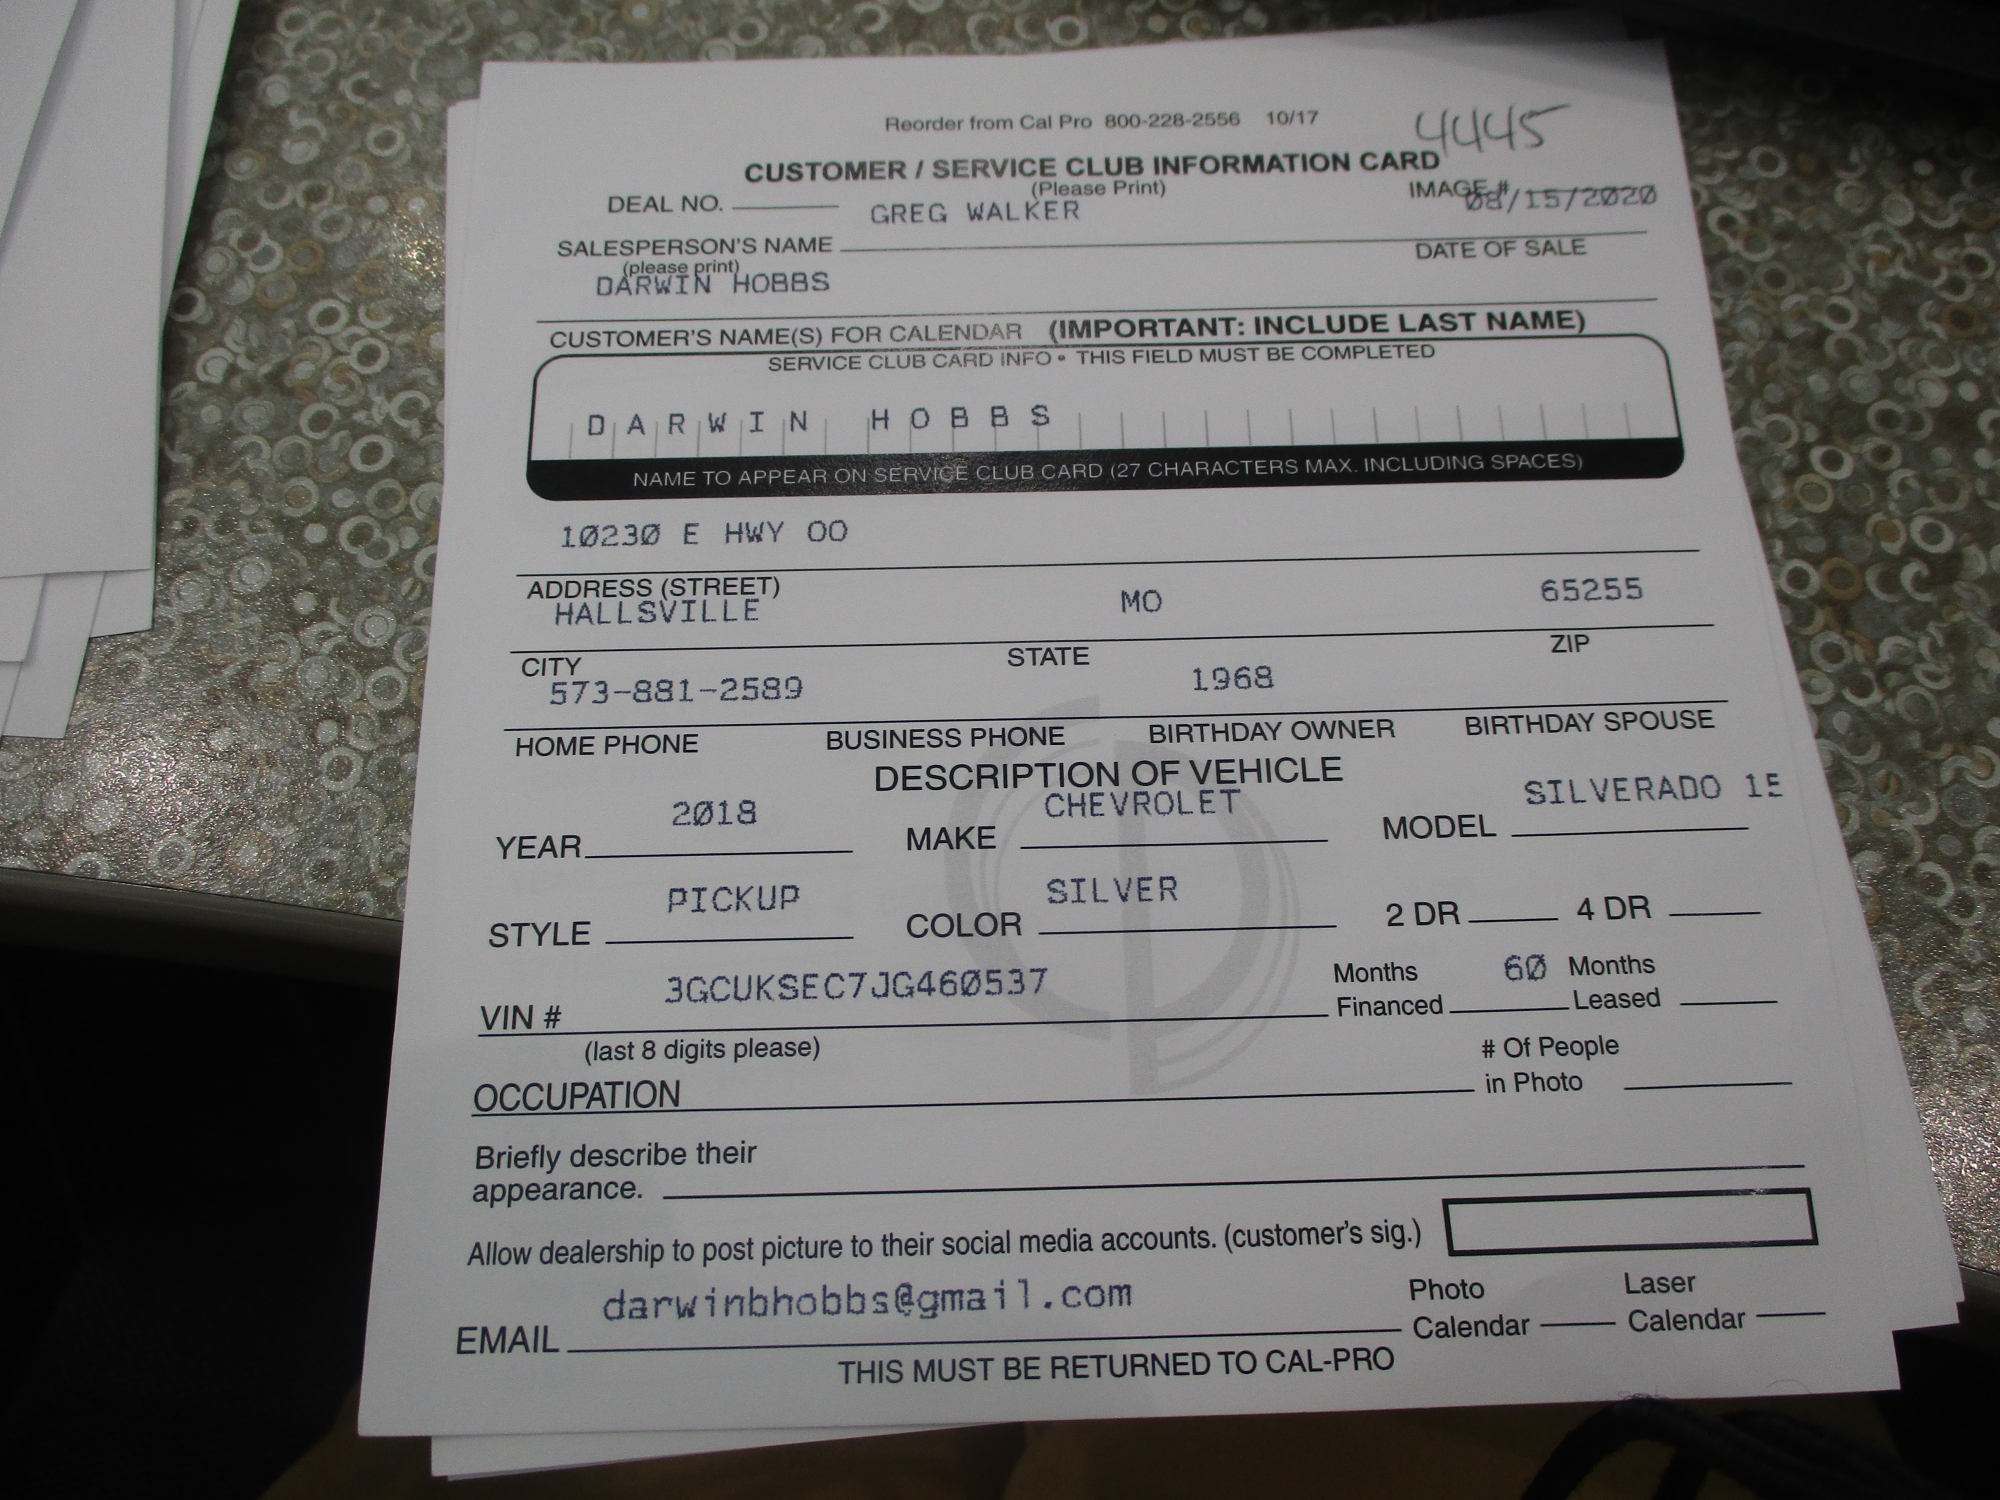 Reorder from Cal Pro 800-228-2556 10/17
4445
CUSTOMER / SERVICE CLUB INFORMATION CARD
(Please Print)
DEAL NO. GREG WALKER IMAGE # 08/15/2020
SALESPERSON'S NAME DATE OF SALE
(please print)
DARWIN HOBBS
CUSTOMER'S NAME(S) FOR CALENDAR (IMPORTANT: INCLUDE LAST NAME)
SERVICE CLUB CARD INFO • THIS FIELD MUST BE COMPLETED
DARWIN HOBBS
NAME TO APPEAR ON SERVICE CLUB CARD (27 CHARACTERS MAX. INCLUDING SPACES)
10230 E HWY OO
ADDRESS (STREET)
HALLSVILLE MO 65255
CITY STATE ZIP
573-881-2589 1968
HOME PHONE BUSINESS PHONE BIRTHDAY OWNER BIRTHDAY SPOUSE
DESCRIPTION OF VEHICLE
YEAR 2018 MAKE CHEVROLET MODEL SILVERADO
STYLE PICKUP COLOR SILVER 2 DR 4 DR
VIN # 3GCUKSEC7JG460537 Months Financed 60 Months Leased
(last 8 digits please)
OCCUPATION # Of People in Photo
Briefly describe their
appearance.
Allow dealership to post picture to their social media accounts. (customer's sig.)
EMAIL darwinbhobbs@gmail.com Photo Calendar Laser Calendar
THIS MUST BE RETURNED TO CAL-PRO